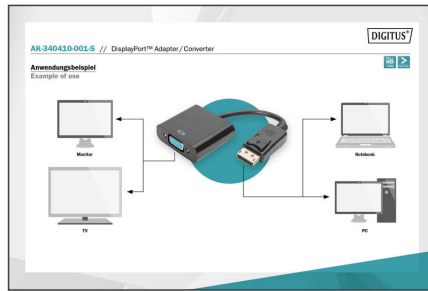 DIGITUS®
AK-340410-001-S // DisplayPort™ Adapter/Converter
Anwendungsbeispiel
Example of use
Monitor
Notebook
TV
PC